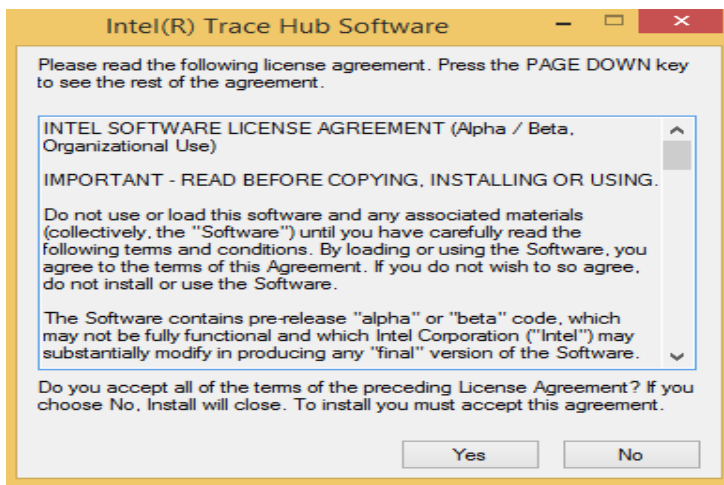 Intel(R) Trace Hub Software
Please read the following license agreement. Press the PAGE DOWN key
to see the rest of the agreement.
INTEL SOFTWARE LICENSE AGREEMENT (Alpha / Beta,
Organizational Use)
IMPORTANT - READ BEFORE COPYING, INSTALLING OR USING.
Do not use or load this software and any associated materials
(collectively, the "Software") until you have carefully read the
following terms and conditions. By loading or using the Software, you
agree to the terms of this Agreement. If you do not wish to so agree,
do not install or use the Software.
The Software contains pre-release "alpha" or "beta" code, which
may not be fully functional and which Intel Corporation ("Intel") may
substantially modify in producing any "final" version of the Software.
Do you accept all of the terms of the preceding License Agreement? If you
choose No, Install will close. To install you must accept this agreement.
Yes
No